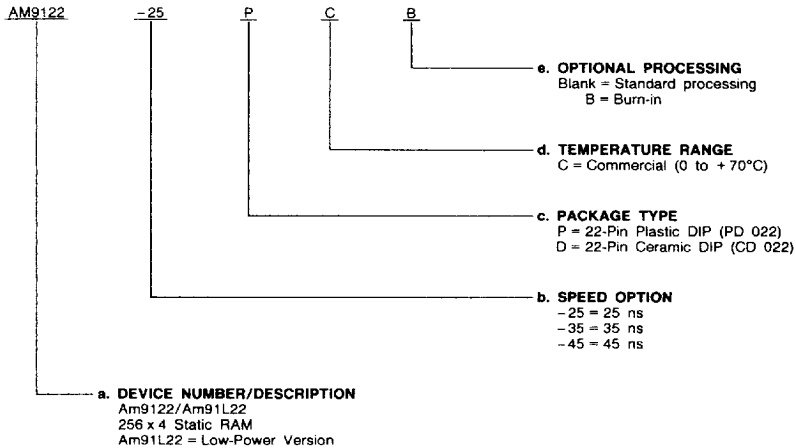 AM9122 -25 P C B
e. OPTIONAL PROCESSING
Blank = Standard processing
B = Burn-in
d. TEMPERATURE RANGE
C = Commercial (0 to +70°C)
c. PACKAGE TYPE
P = 22-Pin Plastic DIP (PD 022)
D = 22-Pin Ceramic DIP (CD 022)
b. SPEED OPTION
-25 = 25 ns
-35 = 35 ns
-45 = 45 ns
a. DEVICE NUMBER/DESCRIPTION
Am9122/Am91L22
256 x 4 Static RAM
Am91L22 = Low-Power Version